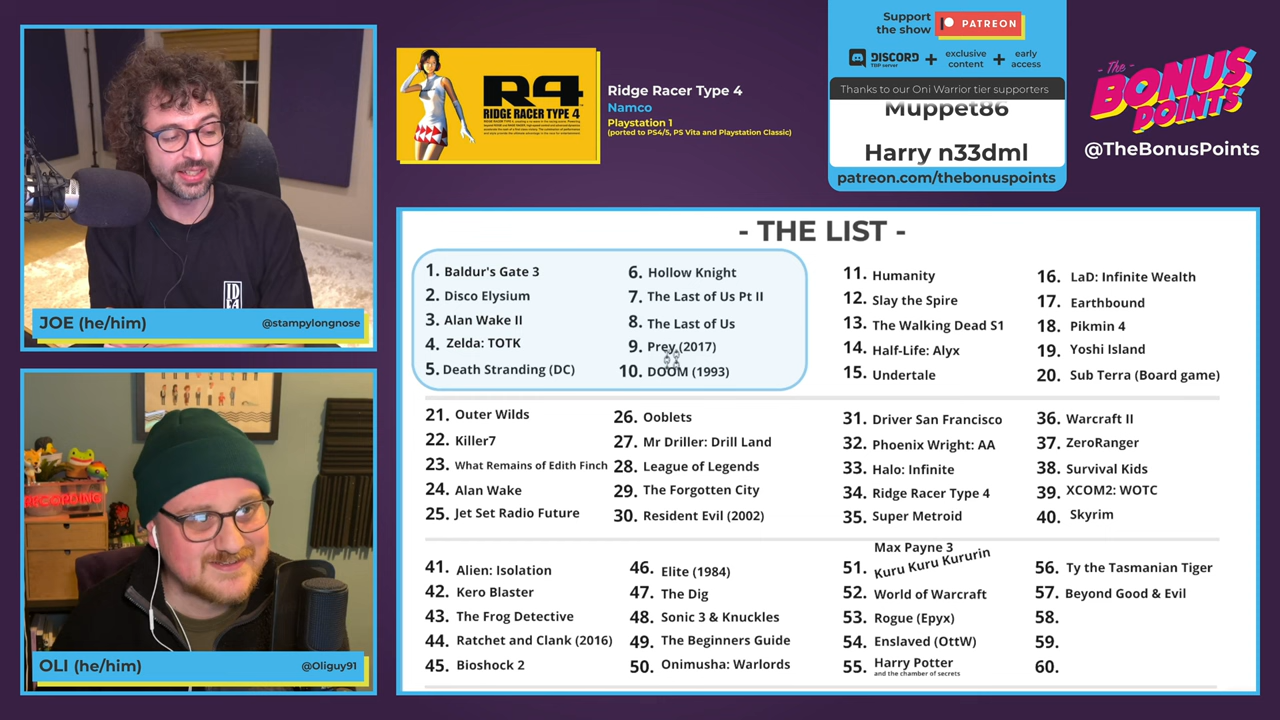 JOE (he/him)
@stampylongnose
RECORDING
OLI (he/him)
@Oliguy91
R4
RIDGE RACER TYPE 4
Ridge Racer Type 4
Namco
Playstation 1
(ported to PS4/5, PS Vita and Playstation Classic)
Support
the show
PATREON
DISCORD
TOP server
+
exclusive
content
+
early
access
Thanks to our Oni Warrior tier supporters
Muppet86
Harry n33dml
patreon.com/thebonuspoints
- The -
BONUS
POINTS
@TheBonusPoints
- THE LIST -
1. Baldur's Gate 3
2. Disco Elysium
3. Alan Wake II
4. Zelda: TOTK
5. Death Stranding (DC)
6. Hollow Knight
7. The Last of Us Pt II
8. The Last of Us
9. Prey (2017)
10. DOOM (1993)
11. Humanity
12. Slay the Spire
13. The Walking Dead S1
14. Half-Life: Alyx
15. Undertale
16. LaD: Infinite Wealth
17. Earthbound
18. Pikmin 4
19. Yoshi Island
20. Sub Terra (Board game)
21. Outer Wilds
22. Killer7
23. What Remains of Edith Finch
24. Alan Wake
25. Jet Set Radio Future
26. Ooblets
27. Mr Driller: Drill Land
28. League of Legends
29. The Forgotten City
30. Resident Evil (2002)
31. Driver San Francisco
32. Phoenix Wright: AA
33. Halo: Infinite
34. Ridge Racer Type 4
35. Super Metroid
36. Warcraft II
37. ZeroRanger
38. Survival Kids
39. XCOM2: WOTC
40. Skyrim
41. Alien: Isolation
42. Kero Blaster
43. The Frog Detective
44. Ratchet and Clank (2016)
45. Bioshock 2
46. Elite (1984)
47. The Dig
48. Sonic 3 & Knuckles
49. The Beginners Guide
50. Onimusha: Warlords
Max Payne 3
51. Kuru Kuru Kururin
52. World of Warcraft
53. Rogue (Epyx)
54. Enslaved (OttW)
55. Harry Potter
and the chamber of secrets
56. Ty the Tasmanian Tiger
57. Beyond Good & Evil
58.
59.
60.